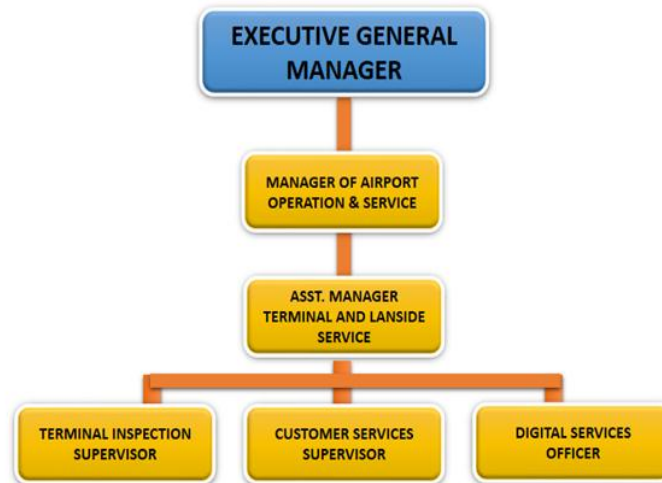 EXECUTIVE GENERAL
MANAGER
MANAGER OF AIRPORT
OPERATION & SERVICE
ASST. MANAGER
TERMINAL AND LANSIDE
SERVICE
TERMINAL INSPECTION
SUPERVISOR
CUSTOMER SERVICES
SUPERVISOR
DIGITAL SERVICES
OFFICER